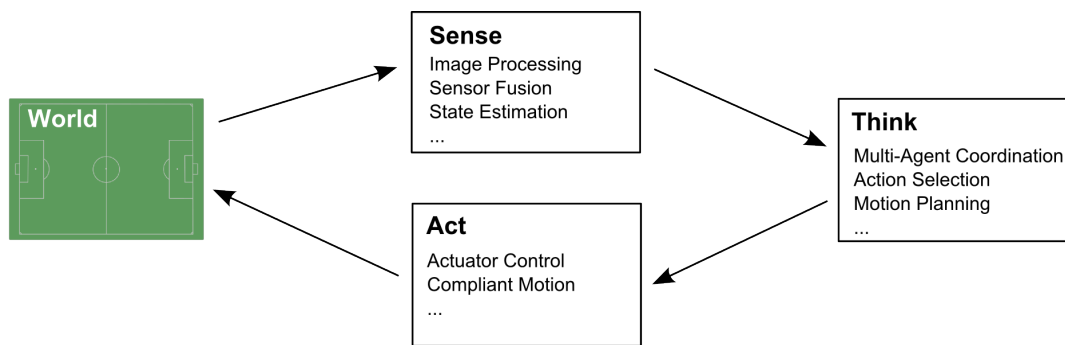 World
Sense
Image Processing
Sensor Fusion
State Estimation
...
Think
Multi-Agent Coordination
Action Selection
Motion Planning
...
Act
Actuator Control
Compliant Motion
...